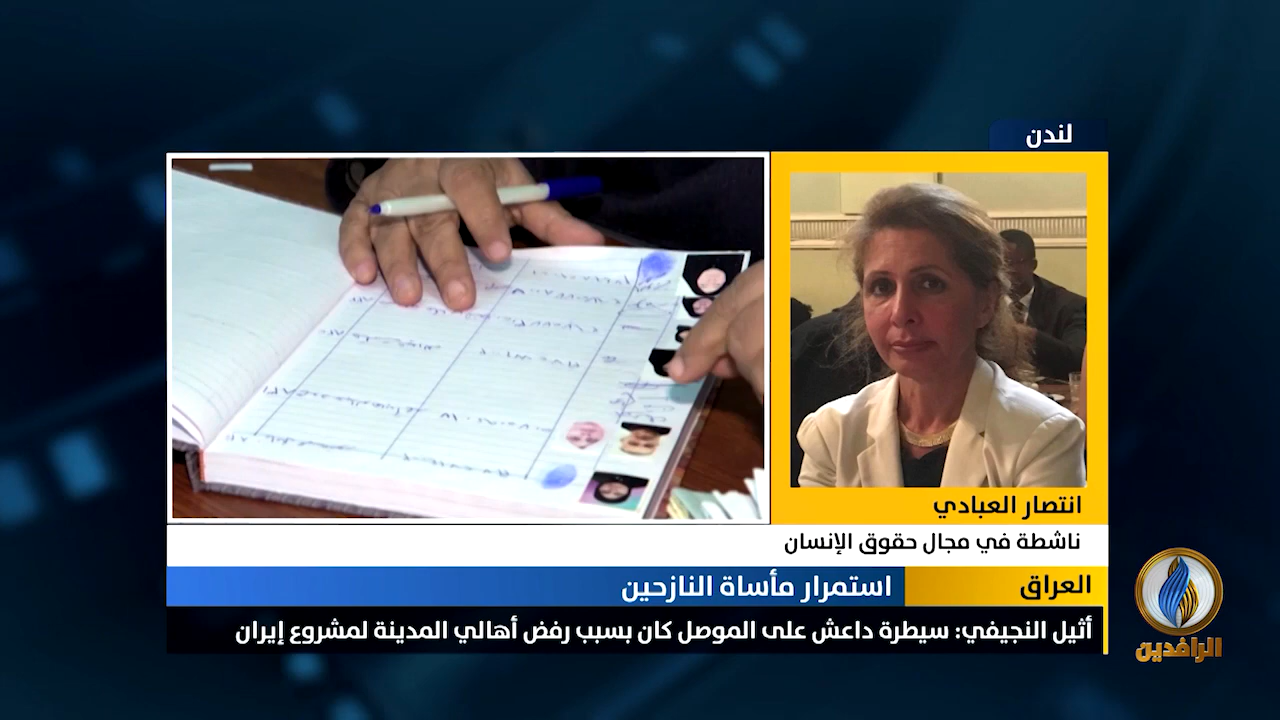 لندن
انتصار العبادي
ناشطة في مجال حقوق الإنسان
العراق
استمرار مأساة النازحين
أثيل النجيفي: سيطرة داعش على الموصل كان بسبب رفض أهالي المدينة لمشروع إيران
الرافدين